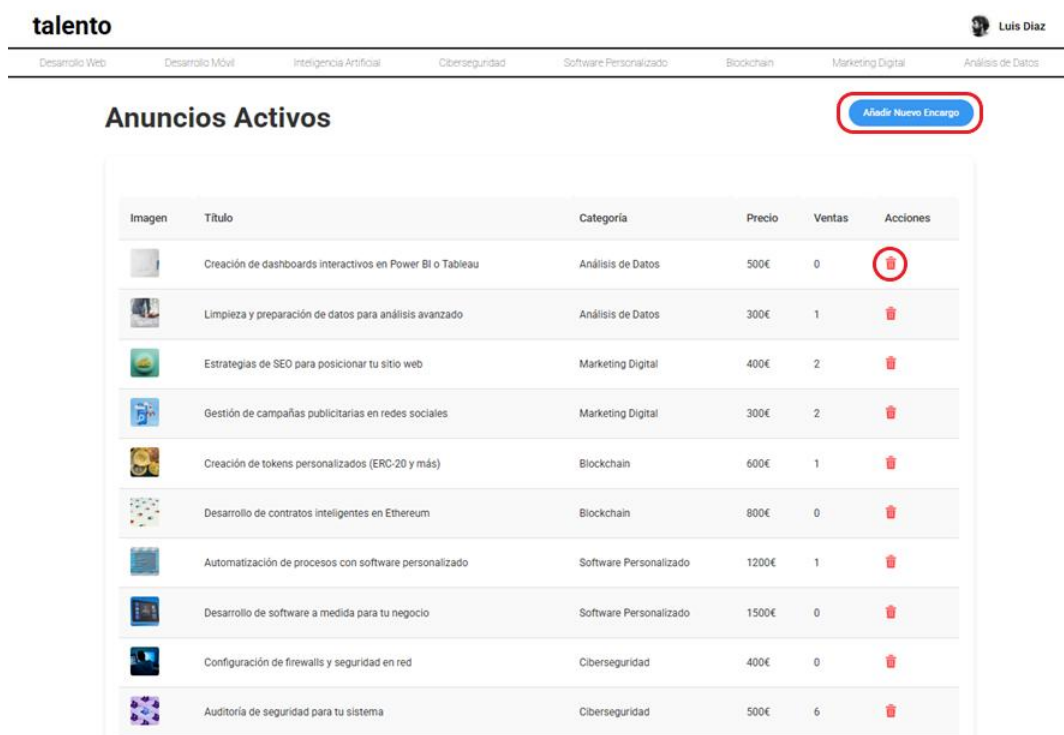 talento
Luis Diaz
Desarrollo Web Desarrollo Móvil Inteligencia Artificial Ciberseguridad Software Personalizado Blockchain Marketing Digital Análisis de Datos
Anuncios Activos
Añadir Nuevo Encargo
Imagen Título Categoría Precio Ventas Acciones
Creación de dashboards interactivos en Power BI o Tableau Análisis de Datos 500€ 0
Limpieza y preparación de datos para análisis avanzado Análisis de Datos 300€ 1
Estrategias de SEO para posicionar tu sitio web Marketing Digital 400€ 2
Gestión de campañas publicitarias en redes sociales Marketing Digital 300€ 2
Creación de tokens personalizados (ERC-20 y más) Blockchain 600€ 1
Desarrollo de contratos inteligentes en Ethereum Blockchain 800€ 0
Automatización de procesos con software personalizado Software Personalizado 1200€ 1
Desarrollo de software a medida para tu negocio Software Personalizado 1500€ 0
Configuración de firewalls y seguridad en red Ciberseguridad 400€ 0
Auditoría de seguridad para tu sistema Ciberseguridad 500€ 6